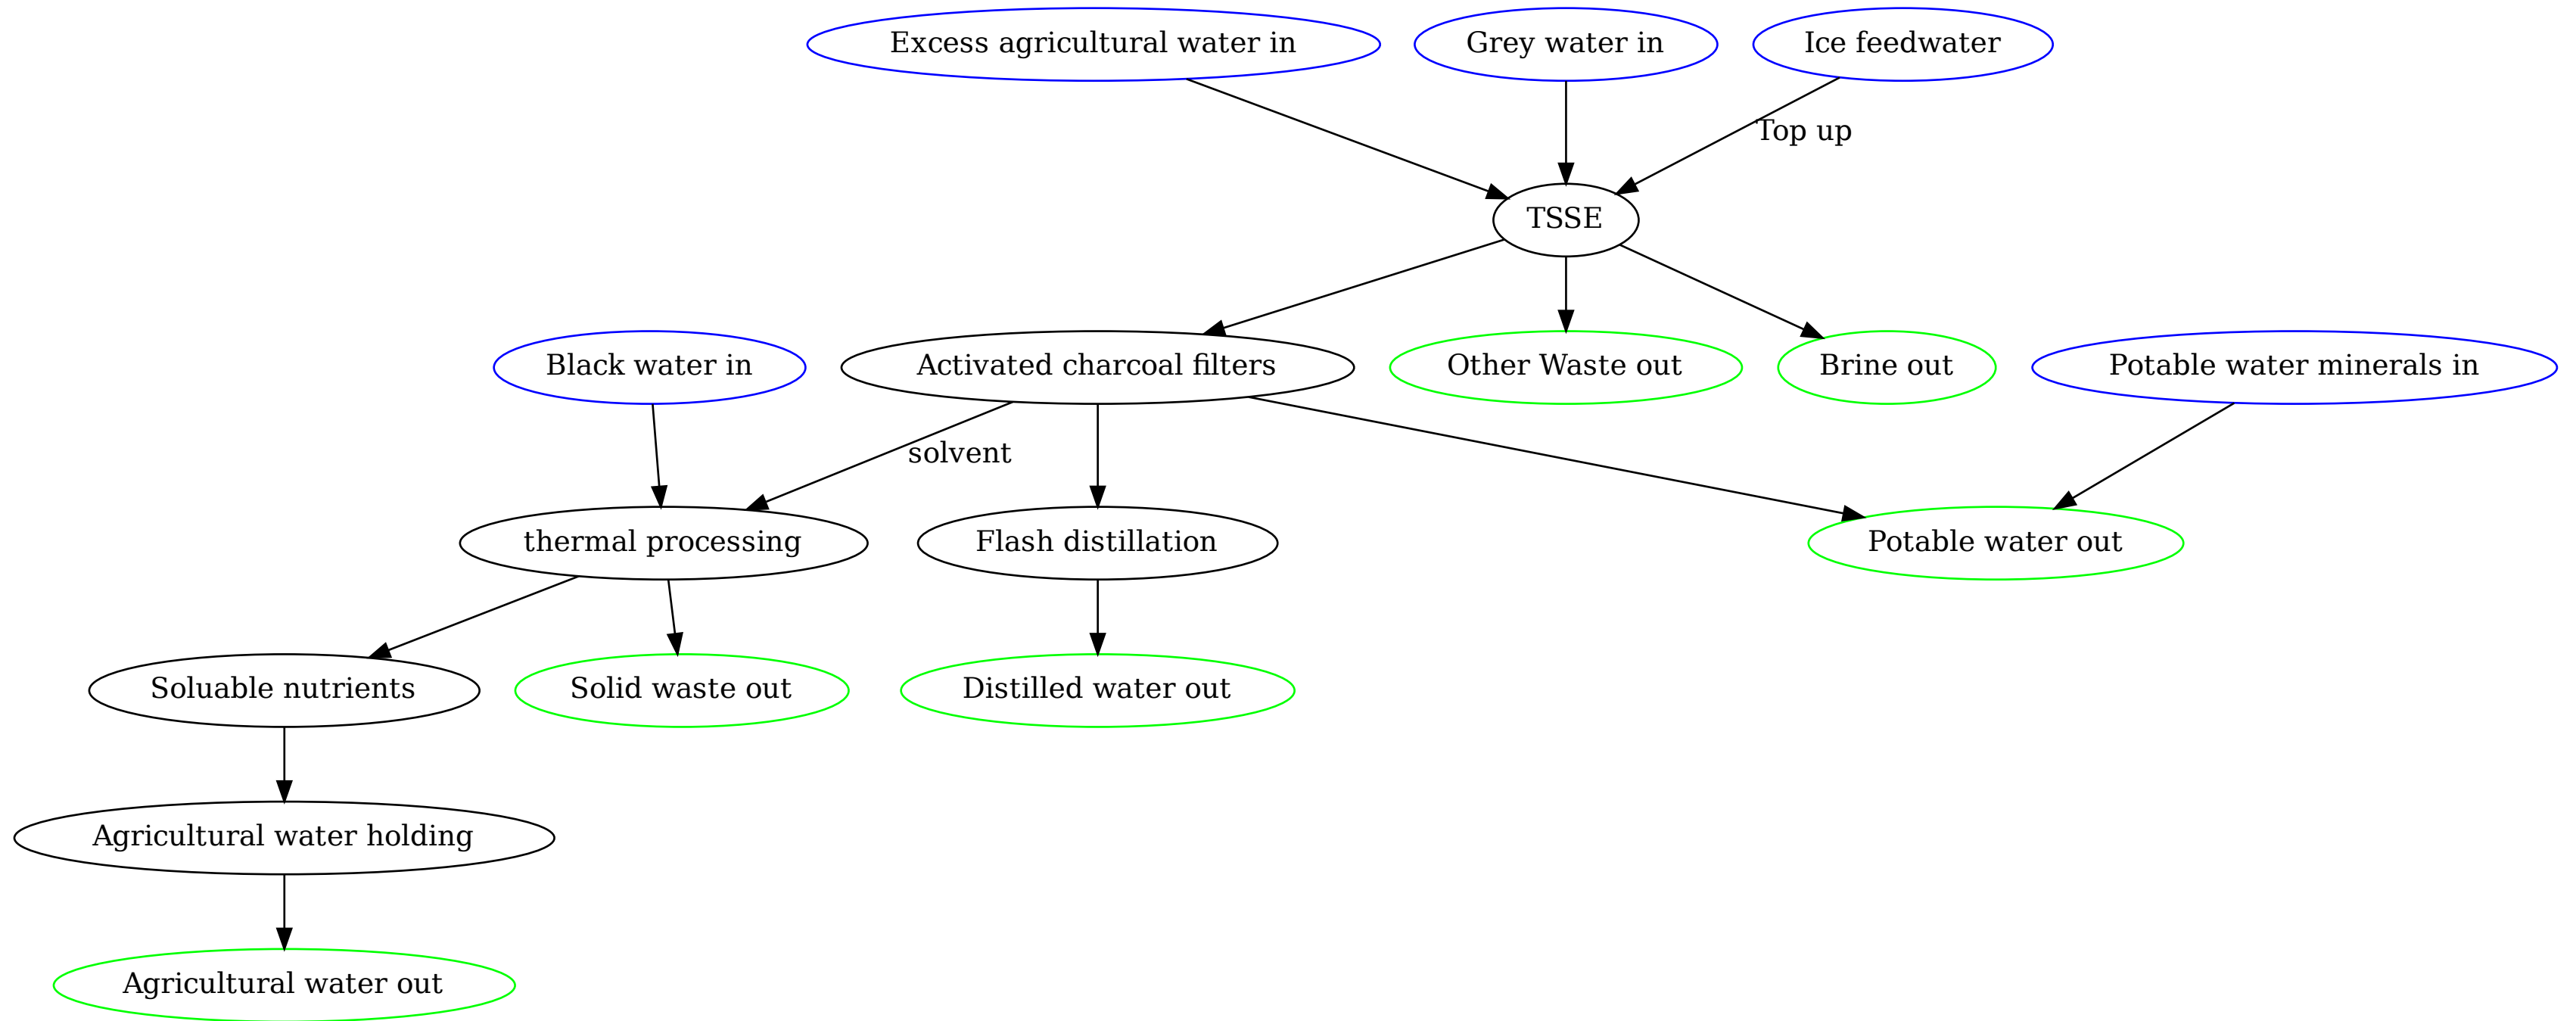 Excess agricultural water in
Grey water in
Ice feedwater
Top up
TSSE
Black water in
Activated charcoal filters
Other Waste out
Brine out
Potable water minerals in
solvent
thermal processing
Flash distillation
Potable water out
Soluable nutrients
Solid waste out
Distilled water out
Agricultural water holding
Agricultural water out